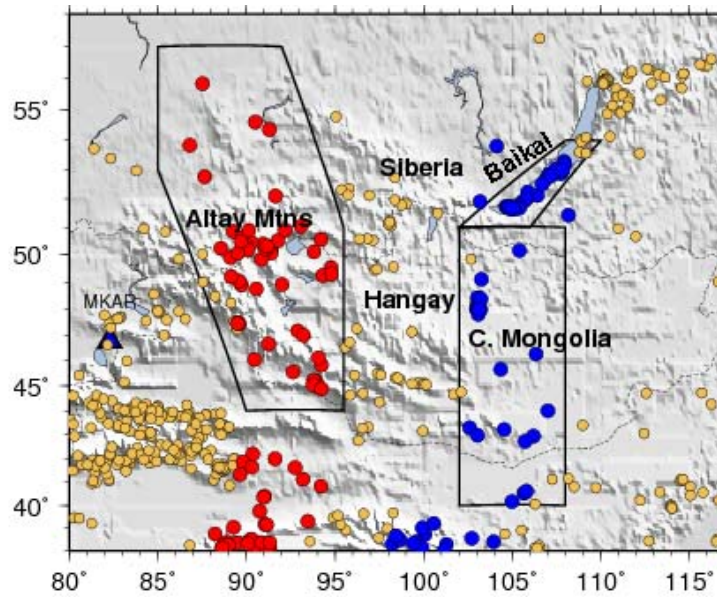 55°
Siberia
Baikal
Altay Mtns
50°
MKAR
Hangay
C. Mongolia
45°
40°
80° 85° 90° 95° 100° 105° 110° 115°